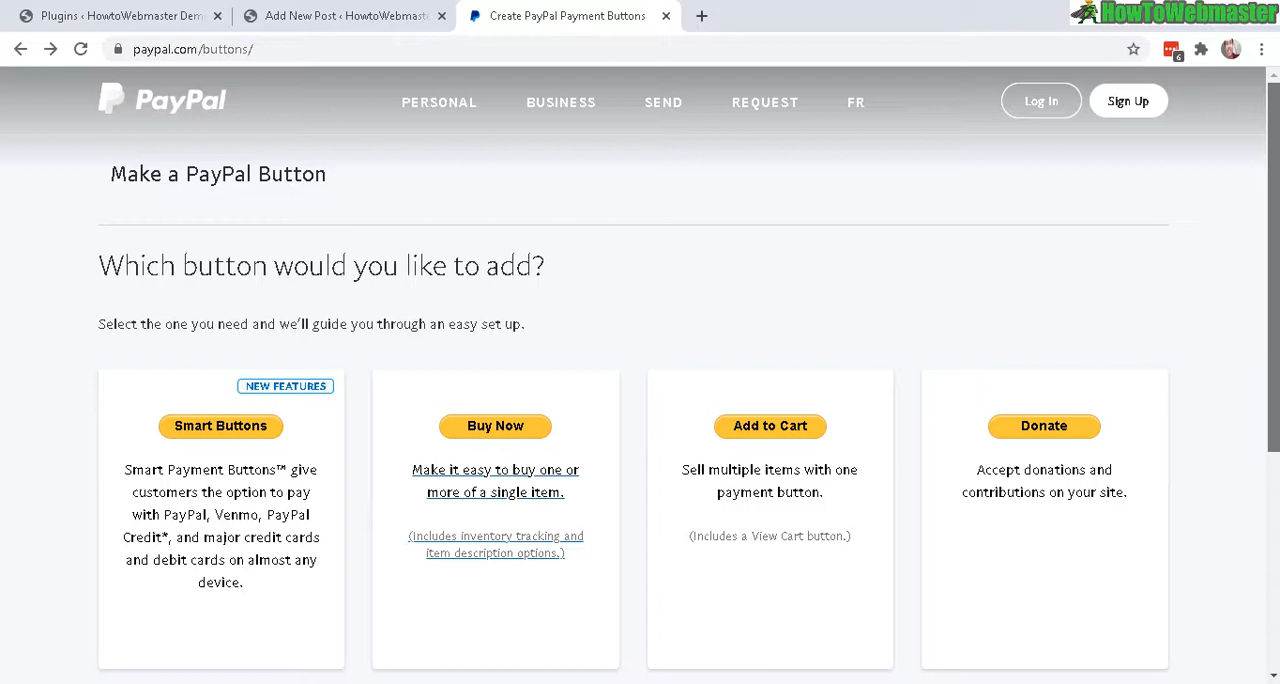 Plugins ‹ HowtoWebmaster Dem
Add New Post ‹ HowtoWebmast
Create PayPal Payment Buttons
HowToWebmaster
paypal.com/buttons/
6
PayPal
PERSONAL
BUSINESS
SEND
REQUEST
FR
Log In
Sign Up
Make a PayPal Button
Which button would you like to add?
Select the one you need and we'll guide you through an easy set up.
NEW FEATURES
Smart Buttons
Smart Payment Buttons™ give
customers the option to pay
with PayPal, Venmo, PayPal
Credit*, and major credit cards
and debit cards on almost any
device.
Buy Now
Make it easy to buy one or
more of a single item.
(Includes inventory tracking and
item description options.)
Add to Cart
Sell multiple items with one
payment button.
(Includes a View Cart button.)
Donate
Accept donations and
contributions on your site.